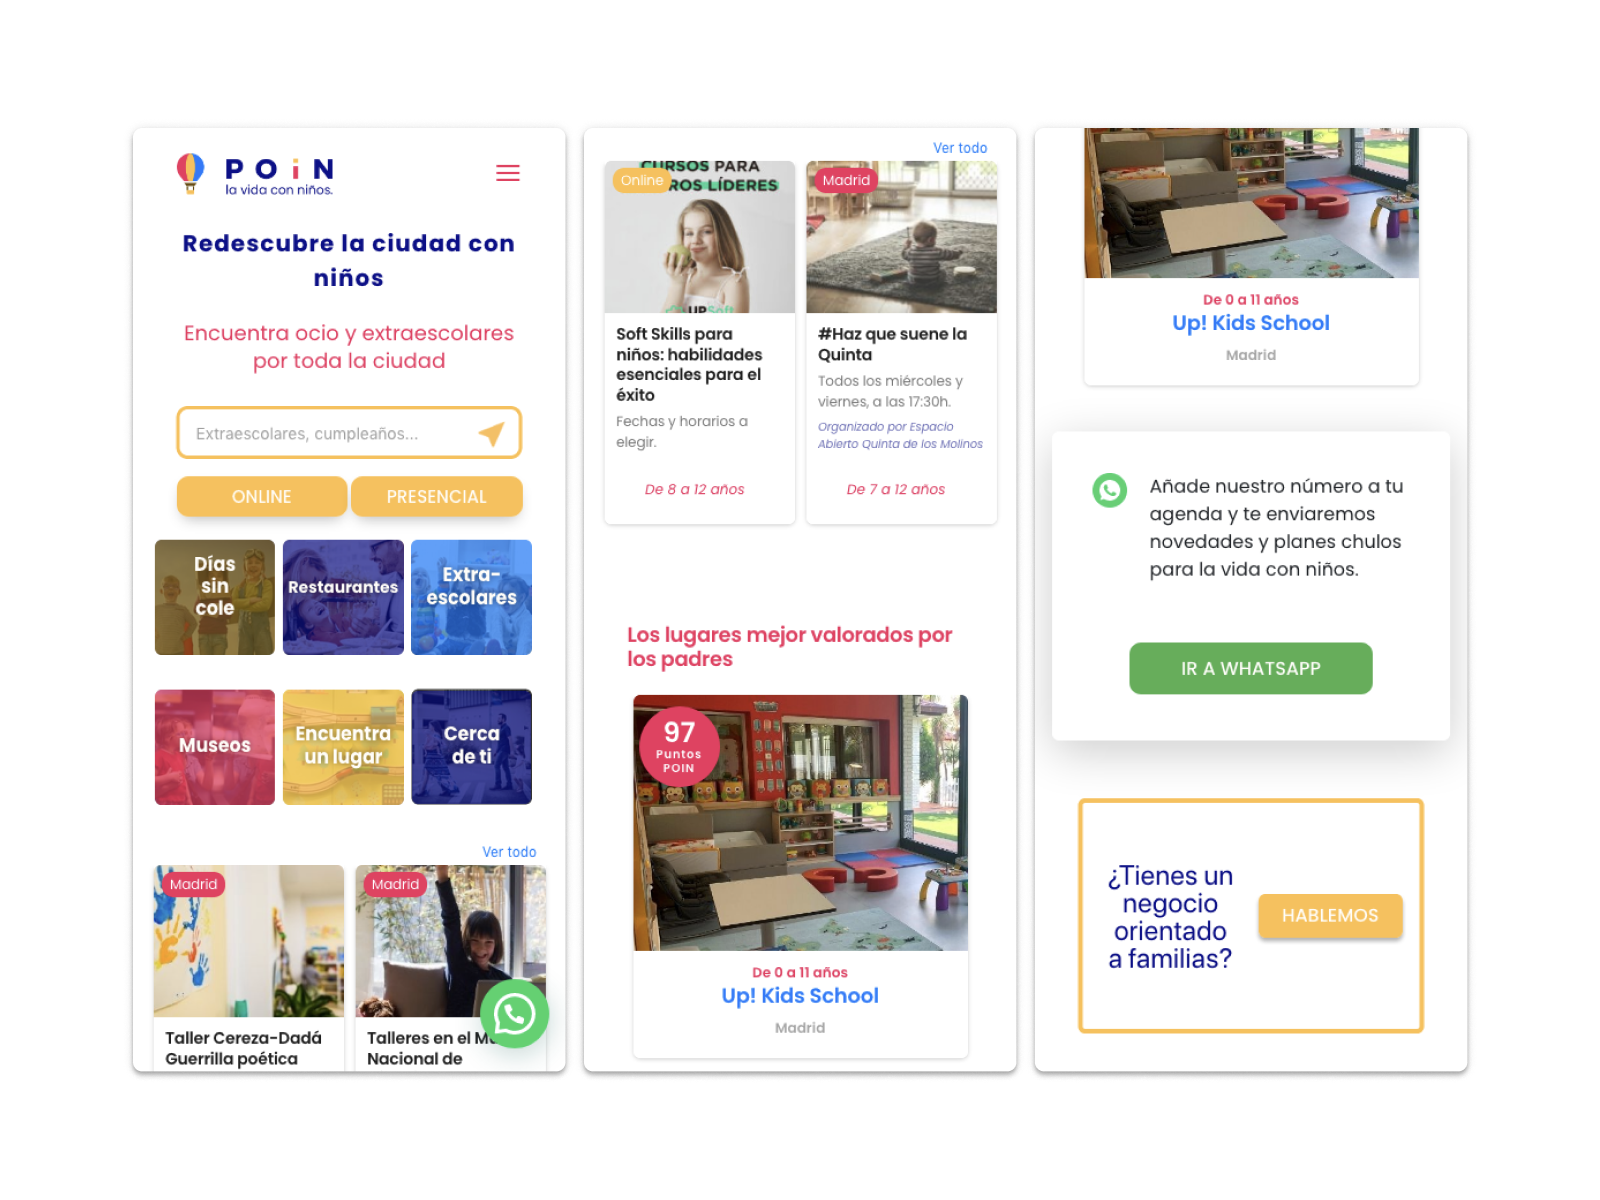 POiN
la vida con niños.
Redescubre la ciudad con
niños
Encuentra ocio y extraescolares
por toda la ciudad
Extraescolares, cumpleaños...
ONLINE
PRESENCIAL
Días
sin
cole
Restaurantes
Extra-
escolares
Museos
Encuentra
un lugar
Cerca
de ti
Ver todo
Madrid
Taller Cereza-Dadá
Guerrilla poética
Madrid
Talleres en el
Nacional de
Ver todo
CURSOS PARA
LÍDERES
Online
UPSoft
Soft Skills para
niños: habilidades
esenciales para el
éxito
Fechas y horarios a
elegir.
De 8 a 12 años
Madrid
#Haz que suene la
Quinta
Todos los miércoles y
viernes, a las 17:30h.
Organizado por Espacio
Abierto Quinta de los Molinos
De 7 a 12 años
Los lugares mejor valorados por
los padres
97
Puntos
POIN
De 0 a 11 años
Up! Kids School
Madrid
De 0 a 11 años
Up! Kids School
Madrid
Añade nuestro número a tu
agenda y te enviaremos
novedades y planes chulos
para la vida con niños.
IR A WHATSAPP
¿Tienes un
negocio
orientado
a familias?
HABLEMOS